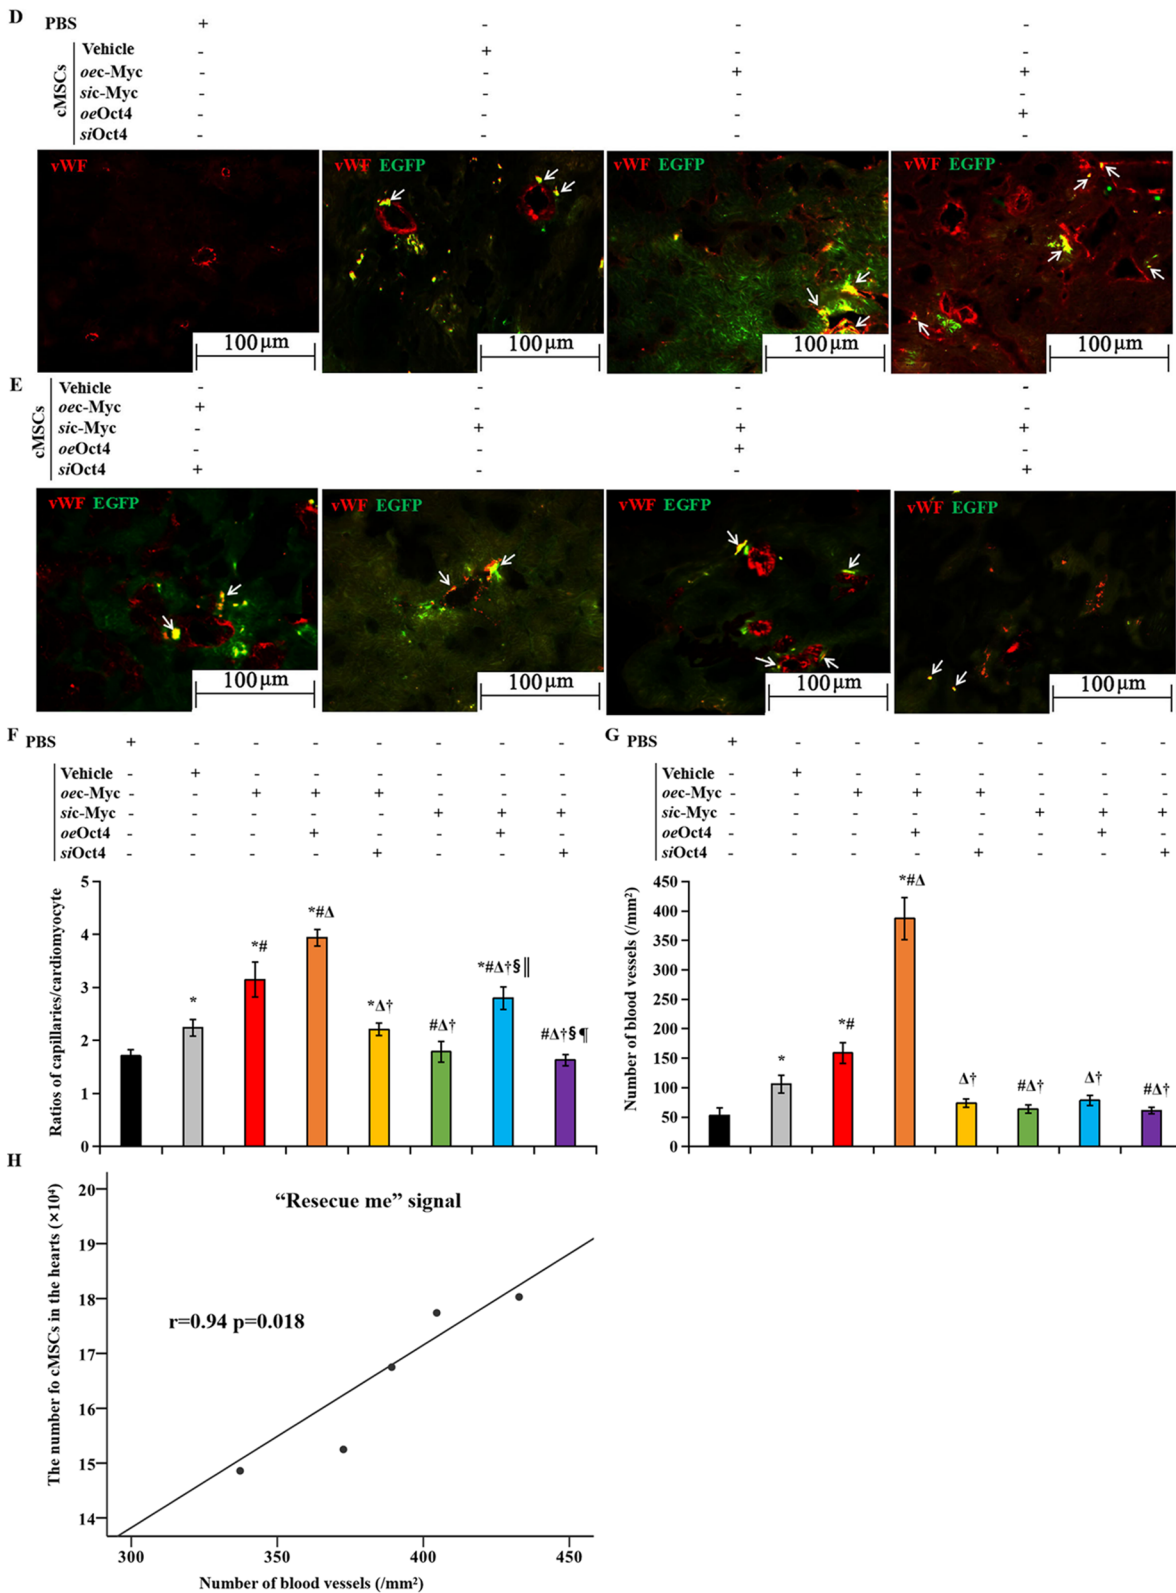 D
PBS + - - -
cMSCs
Vehicle - + - -
oec-Myc - - + +
sic-Myc - - - -
oeOct4 - - - +
siOct4 - - - -
vWF
vWF EGFP
vWF EGFP
vWF EGFP
100μm
100μm
100μm
100μm
E
cMSCs
Vehicle - - - -
oec-Myc + - - -
sic-Myc - + + +
oeOct4 - - + -
siOct4 + - - +
vWF EGFP
vWF EGFP
vWF EGFP
vWF EGFP
100μm
100μm
100μm
100μm
F
PBS + - - - - - - -
Vehicle - + - - - - - -
oec-Myc - - + + + - - -
sic-Myc - - - - - + + +
oeOct4 - - - + - - + -
siOct4 - - - - + - - +
Ratios of capillaries/cardiomyocyte
5
4
3
2
1
0
*
*#
*#Δ
*Δ†
#Δ†
*#Δ†§‖
#Δ†§¶
G
PBS + - - - - - - -
Vehicle - + - - - - - -
oec-Myc - - + + + - - -
sic-Myc - - - - - + + +
oeOct4 - - - + - - + -
siOct4 - - - - + - - +
Number of blood vessels (/mm²)
450
400
350
300
250
200
150
100
50
0
*
*#
*#Δ
Δ†
#Δ†
Δ†
#Δ†
H
“Resecue me” signal
r=0.94 p=0.018
The number fo cMSCs in the hearts (×10⁴)
20
19
18
17
16
15
14
300 350 400 450
Number of blood vessels (/mm²)